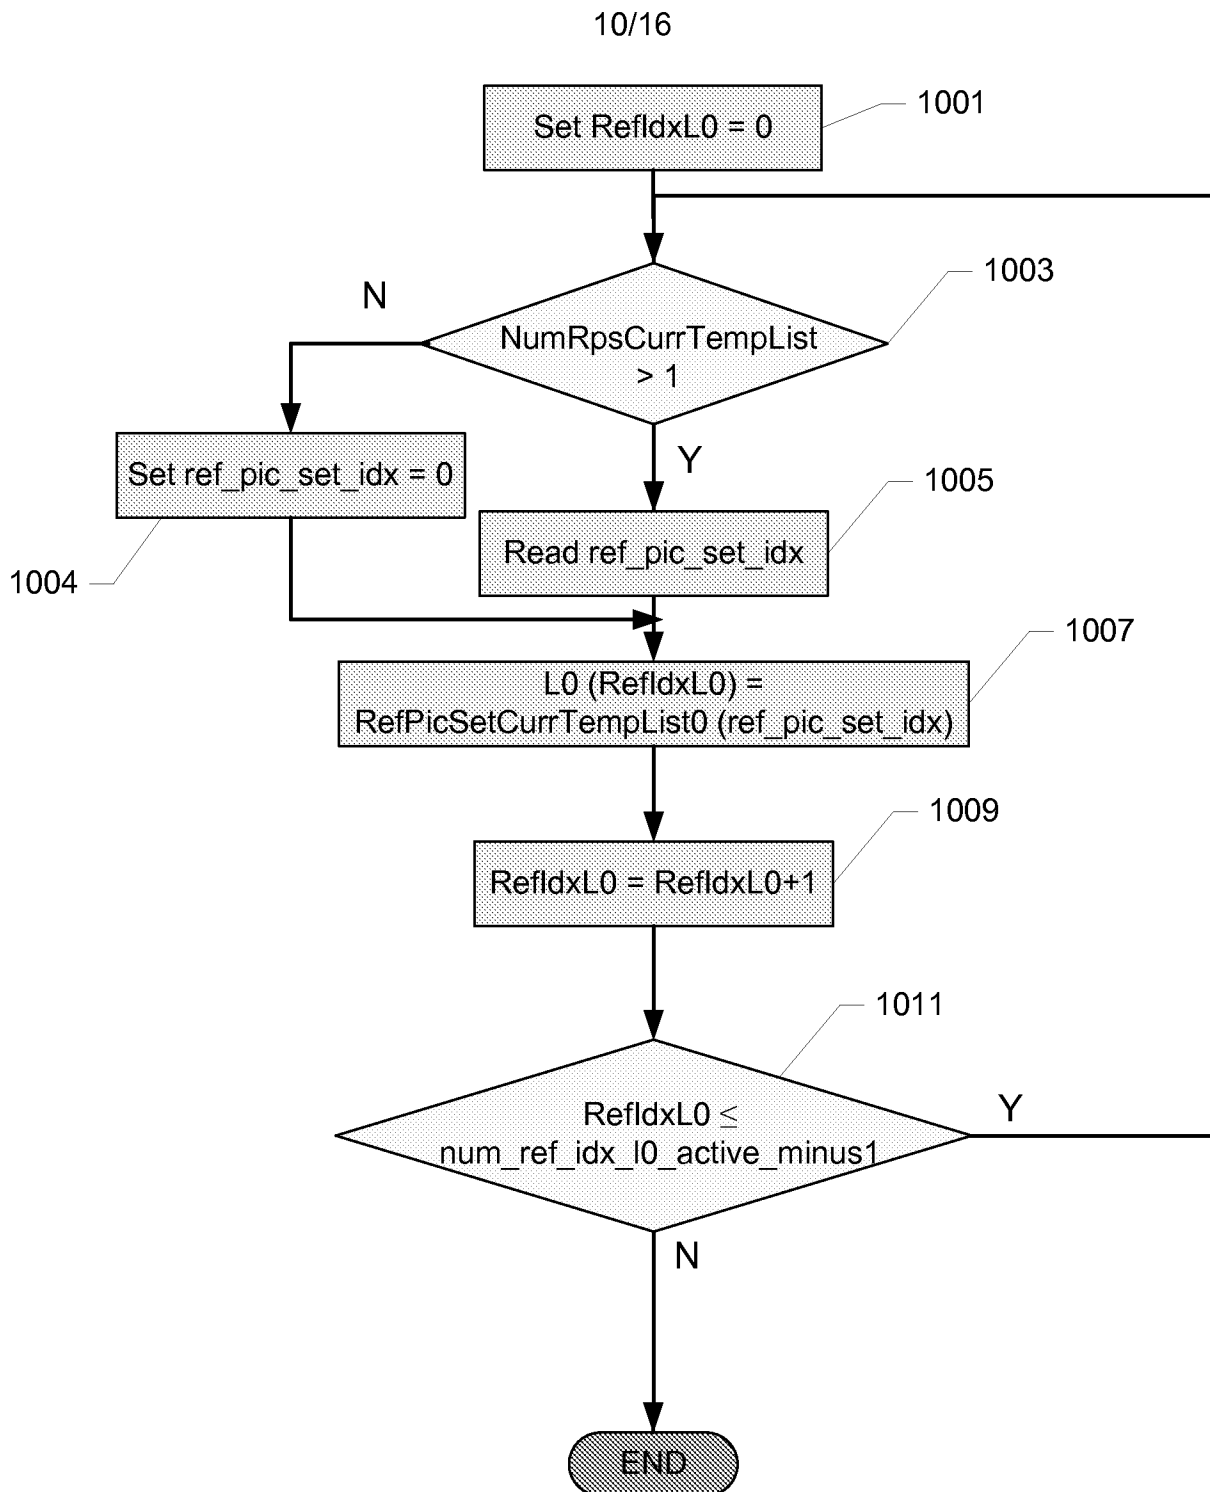 10/16
Set RefIdxL0 = 0
1001
1003
N
NumRpsCurrTempList
> 1
Y
Set ref_pic_set_idx = 0
1005
Read ref_pic_set_idx
1004
1007
L0 (RefIdxL0) =
RefPicSetCurrTempList0 (ref_pic_set_idx)
1009
RefIdxL0 = RefIdxL0+1
1011
RefIdxL0 ≤
num_ref_idx_l0_active_minus1
Y
N
END